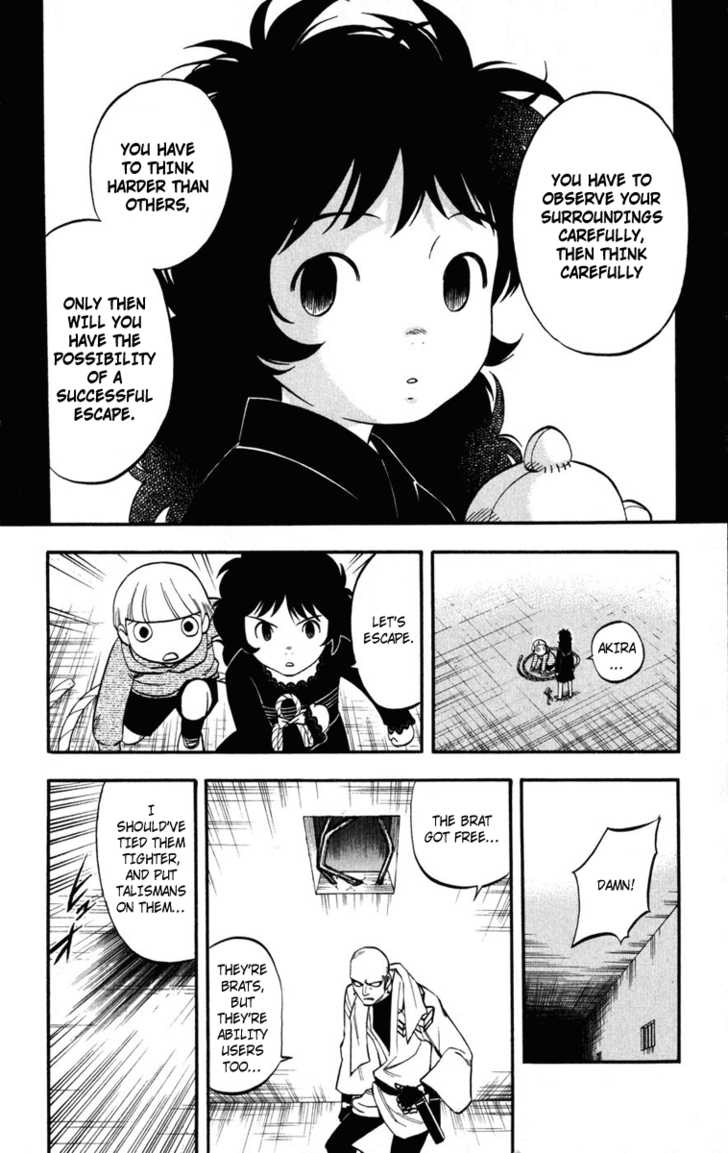 YOU HAVE TO
OBSERVE YOUR
SURROUNDINGS
CAREFULLY,
THEN THINK
CAREFULLY
YOU HAVE
TO THINK
HARDER THAN
OTHERS,
ONLY THEN
WILL YOU
HAVE THE
POSSIBILITY
OF A
SUCCESSFUL
ESCAPE.
AKIRA
...
LET'S
ESCAPE.
DAMN!
THE BRAT
GOT FREE...
THEY'RE
BRATS,
BUT
THEY'RE
ABILITY
USERS
TOO...
I
SHOULD'VE
TIED THEM
TIGHTER,
AND PUT
TALISMANS
ON THEM...